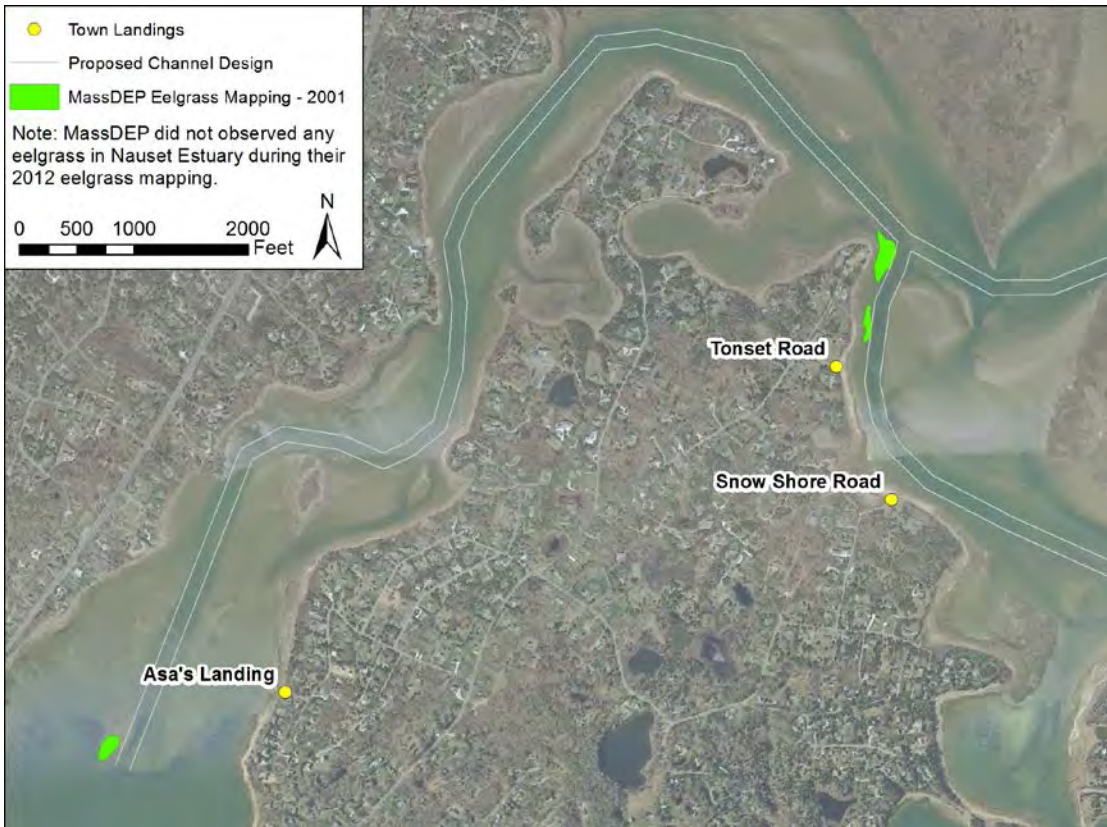 Town Landings
Proposed Channel Design
MassDEP Eelgrass Mapping - 2001
Note: MassDEP did not observed any
eelgrass in Nauset Estuary during their
2012 eelgrass mapping.
N
0 500 1000 2000
Feet
Tonset Road
Snow Shore Road
Asa's Landing